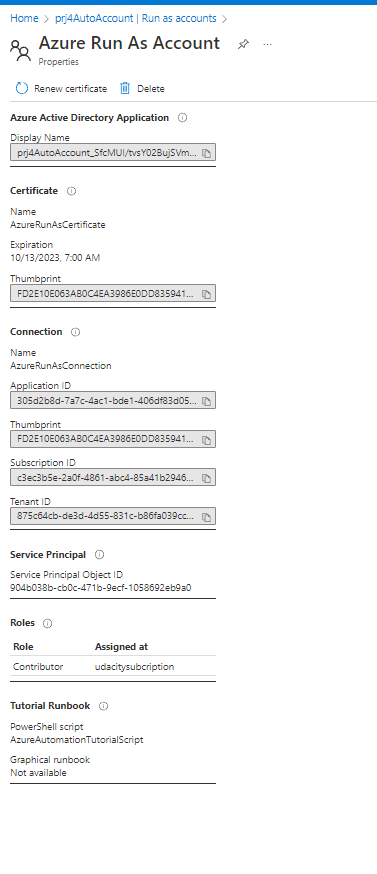 Home > prj4AutoAccount | Run as accounts >
Azure Run As Account
Properties
Renew certificate Delete
Azure Active Directory Application
Display Name
prj4AutoAccount_SfcMUI/tvsY02BujSVm...
Certificate
Name
AzureRunAsCertificate
Expiration
10/13/2023, 7:00 AM
Thumbprint
FD2E10E063AB0C4EA3986E0DD835941...
Connection
Name
AzureRunAsConnection
Application ID
305d2b8d-7a7c-4ac1-bde1-406df83d05...
Thumbprint
FD2E10E063AB0C4EA3986E0DD835941...
Subscription ID
c3ec3b5e-2a0f-4861-abc4-85a41b2946...
Tenant ID
875c64cb-de3d-4d55-831c-b86fa039cc...
Service Principal
Service Principal Object ID
904b038b-cb0c-471b-9ecf-1058692eb9a0
Roles
Role Assigned at
Contributor udacitysubcription
Tutorial Runbook
PowerShell script
AzureAutomationTutorialScript
Graphical runbook
Not available